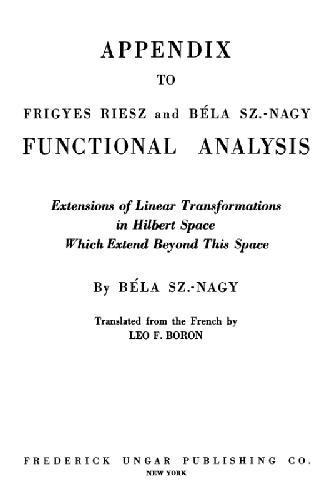 APPENDIX
TO
FRIGYES RIESZ and BÉLA SZ.-NAGY
FUNCTIONAL ANALYSIS
Extensions of Linear Transformations
in Hilbert Space
Which Extend Beyond This Space
By BÉLA SZ.-NAGY
Translated from the French by
LEO F. BORON
FREDERICK UNGAR PUBLISHING CO.
NEW YORK